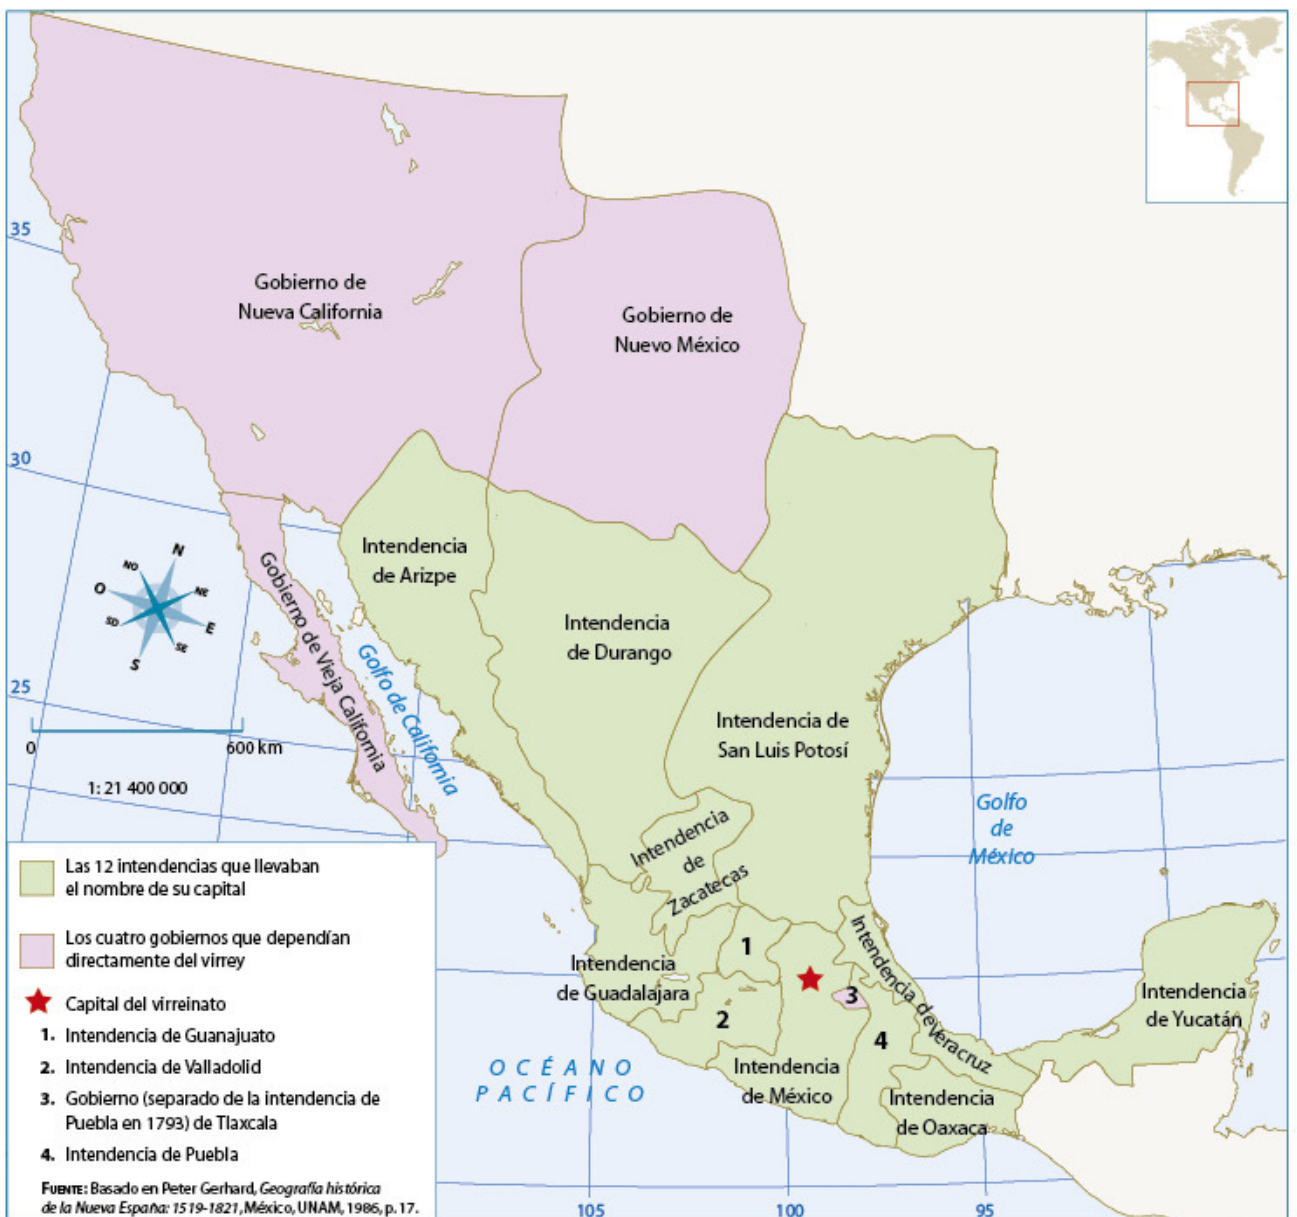 35
30
25
Gobierno de
Nueva California
Gobierno de
Nuevo México
Intendencia
de Arizpe
Gobierno de Vieja California
Golfo de California
Intendencia
de Durango
Intendencia de
San Luis Potosí
N
NO
NE
O
E
SO
SE
S
0
600 km
1: 21 400 000
Golfo
de
México
Intendencia
de
Zacatecas
1
Intendencia
de Guadalajara
2
3
4
Intendencia de Veracruz
Intendencia
de Yucatán
Intendencia
de México
Intendencia
de Oaxaca
OCÉANO
PACÍFICO
Las 12 intendencias que llevaban
el nombre de su capital
Los cuatro gobiernos que dependían
directamente del virrey
Capital del virreinato
1. Intendencia de Guanajuato
2. Intendencia de Valladolid
3. Gobierno (separado de la intendencia de
Puebla en 1793) de Tlaxcala
4. Intendencia de Puebla
FUENTE: Basado en Peter Gerhard, Geografía histórica
de la Nueva España: 1519-1821, México, UNAM, 1986, p. 17.
105
100
95